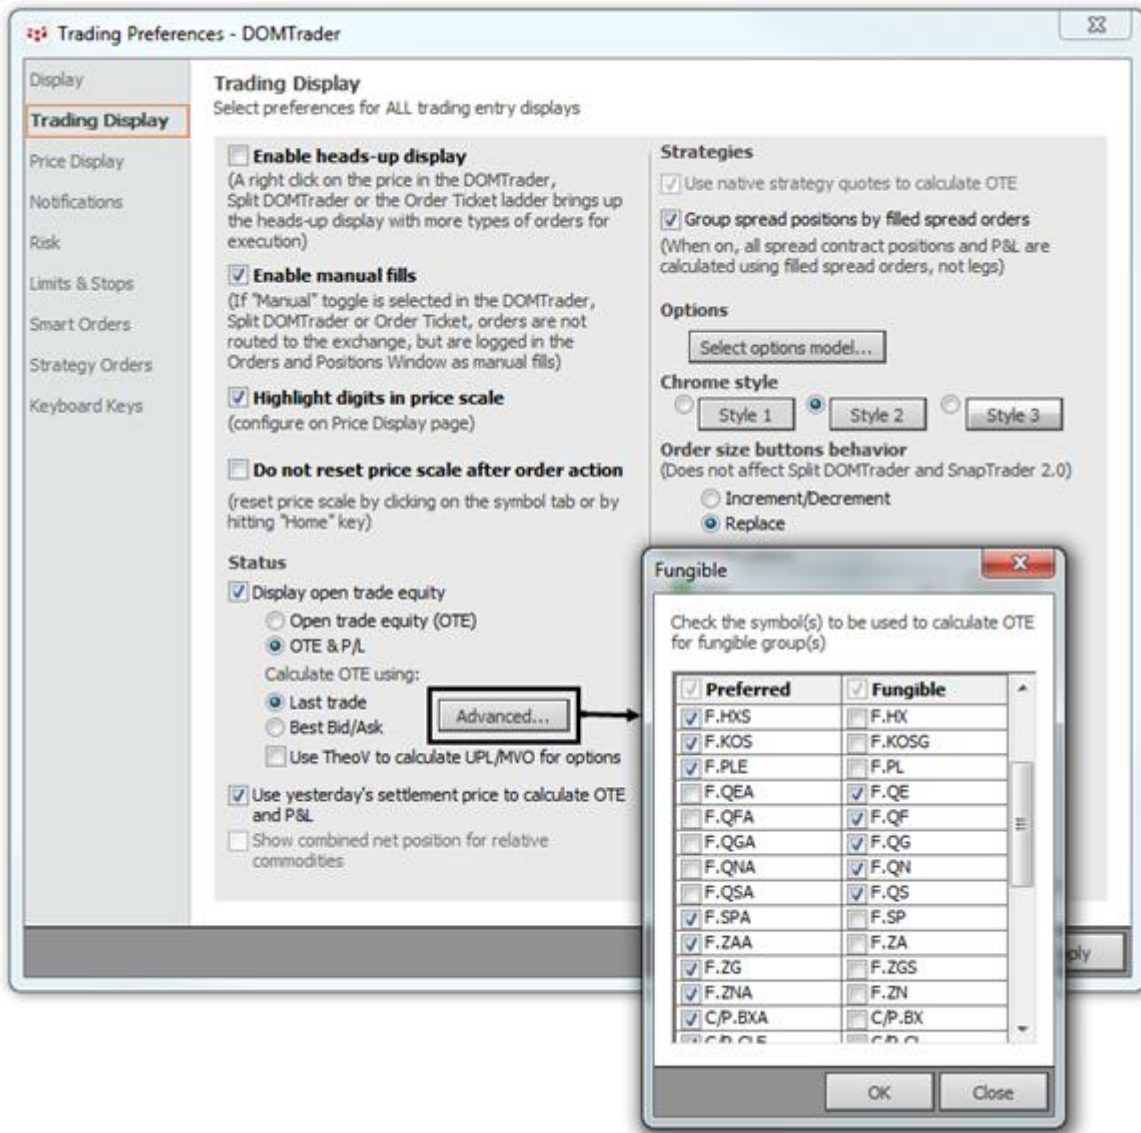 Trading Preferences - DOMTrader
Display
Trading Display
Price Display
Notifications
Risk
Limits & Stops
Smart Orders
Strategy Orders
Keyboard Keys
Trading Display
Select preferences for ALL trading entry displays
Enable heads-up display
(A right click on the price in the DOMTrader,
Split DOMTrader or the Order Ticket ladder brings up
the heads-up display with more types of orders for
execution)
Enable manual fills
(If "Manual" toggle is selected in the DOMTrader,
Split DOMTrader or Order Ticket, orders are not
routed to the exchange, but are logged in the
Orders and Positions Window as manual fills)
Highlight digits in price scale
(configure on Price Display page)
Do not reset price scale after order action
(reset price scale by clicking on the symbol tab or by
hitting "Home" key)
Status
Display open trade equity
Open trade equity (OTE)
OTE & P/L
Calculate OTE using:
Last trade
Best Bid/Ask
Advanced...
Use TheoV to calculate UPL/MVO for options
Use yesterday's settlement price to calculate OTE
and P&L
Show combined net position for relative
commodities
Strategies
Use native strategy quotes to calculate OTE
Group spread positions by filled spread orders
(When on, all spread contract positions and P&L are
calculated using filled spread orders, not legs)
Options
Select options model...
Chrome style
Style 1 Style 2 Style 3
Order size buttons behavior
(Does not affect Split DOMTrader and SnapTrader 2.0)
Increment/Decrement
Replace
Fungible
Check the symbol(s) to be used to calculate OTE
for fungible group(s)
Preferred Fungible
F.HXS F.HX
F.KOS F.KOSG
F.PLE F.PL
F.QEA F.QE
F.QFA F.QF
F.QGA F.QG
F.QNA F.QN
F.QSA F.QS
F.SPA F.SP
F.ZAA F.ZA
F.ZG F.ZGS
F.ZNA F.ZN
C/P.BXA C/P.BX
OK Close